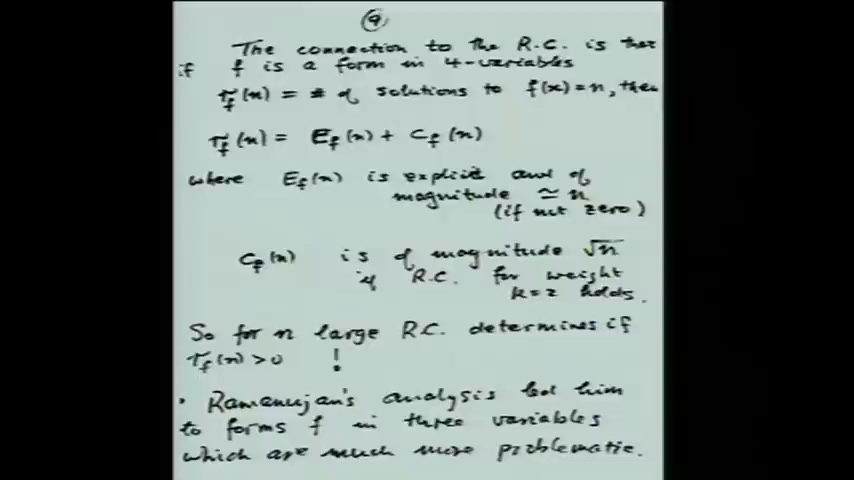 9
The connection to the R.C. is that
if f is a form in 4-variables
r_f(n) = # of solutions to f(x) = n, then
r_f(n) = E_f(n) + C_f(n)
where E_f(n) is explicit and of
magnitude ≃ n
(if not zero)
C_f(n) is of magnitude √n
if R.C. for weight
k=2 holds.
So for n large R.C. determines if
r_f(n) > 0 !
• Ramanujan's analysis led him
to forms f in three variables
which are much more problematic.